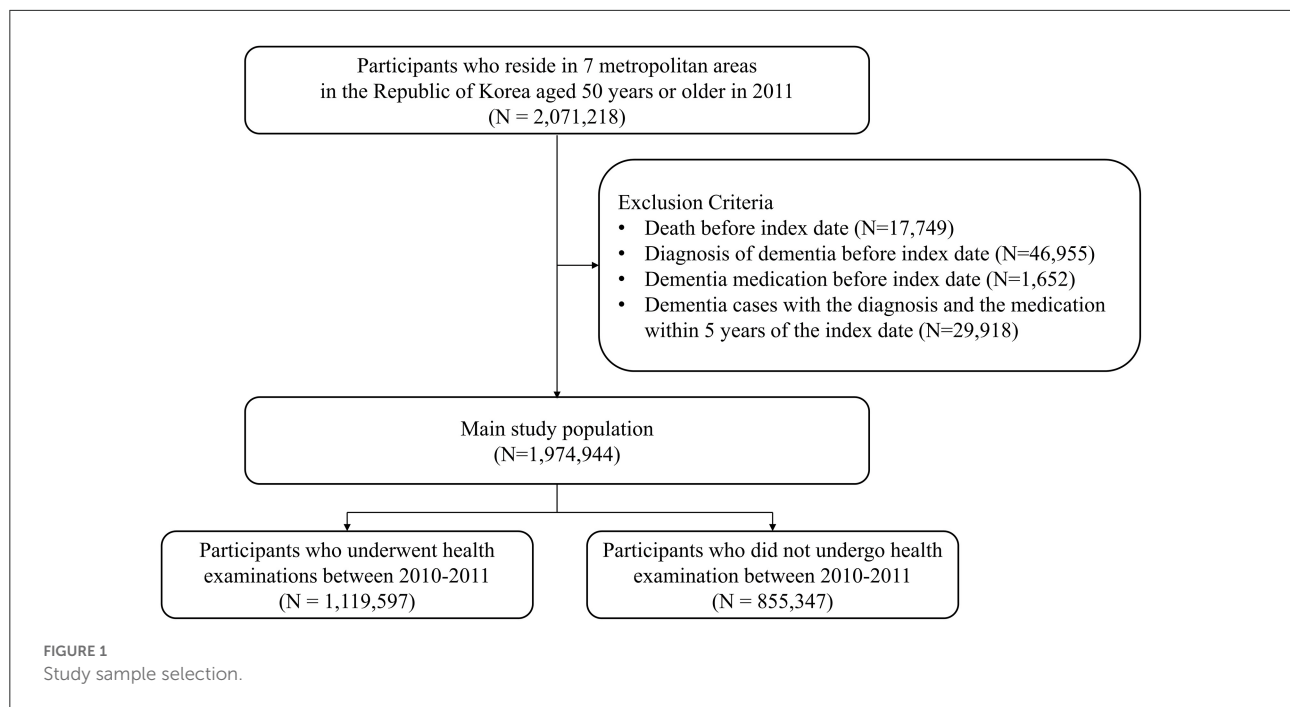 Participants who reside in 7 metropolitan areas
in the Republic of Korea aged 50 years or older in 2011
(N = 2,071,218)
Exclusion Criteria
• Death before index date (N=17,749)
• Diagnosis of dementia before index date (N=46,955)
• Dementia medication before index date (N=1,652)
• Dementia cases with the diagnosis and the medication
within 5 years of the index date (N=29,918)
Main study population
(N=1,974,944)
Participants who underwent health
examinations between 2010-2011
(N = 1,119,597)
Participants who did not undergo health
examination between 2010-2011
(N = 855,347)
FIGURE 1
Study sample selection.